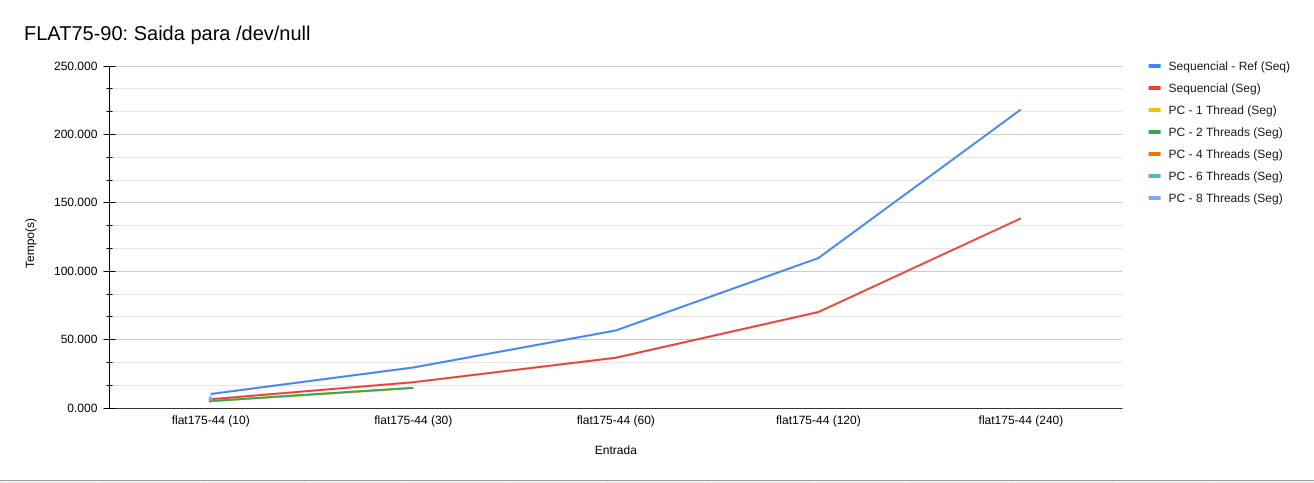 FLAT75-90: Saida para /dev/null
250.000
200.000
150.000
100.000
50.000
0.000
Tempo(s)
flat175-44 (10)
flat175-44 (30)
flat175-44 (60)
flat175-44 (120)
flat175-44 (240)
Entrada
Sequencial - Ref (Seq)
Sequencial (Seg)
PC - 1 Thread (Seg)
PC - 2 Threads (Seg)
PC - 4 Threads (Seg)
PC - 6 Threads (Seg)
PC - 8 Threads (Seg)